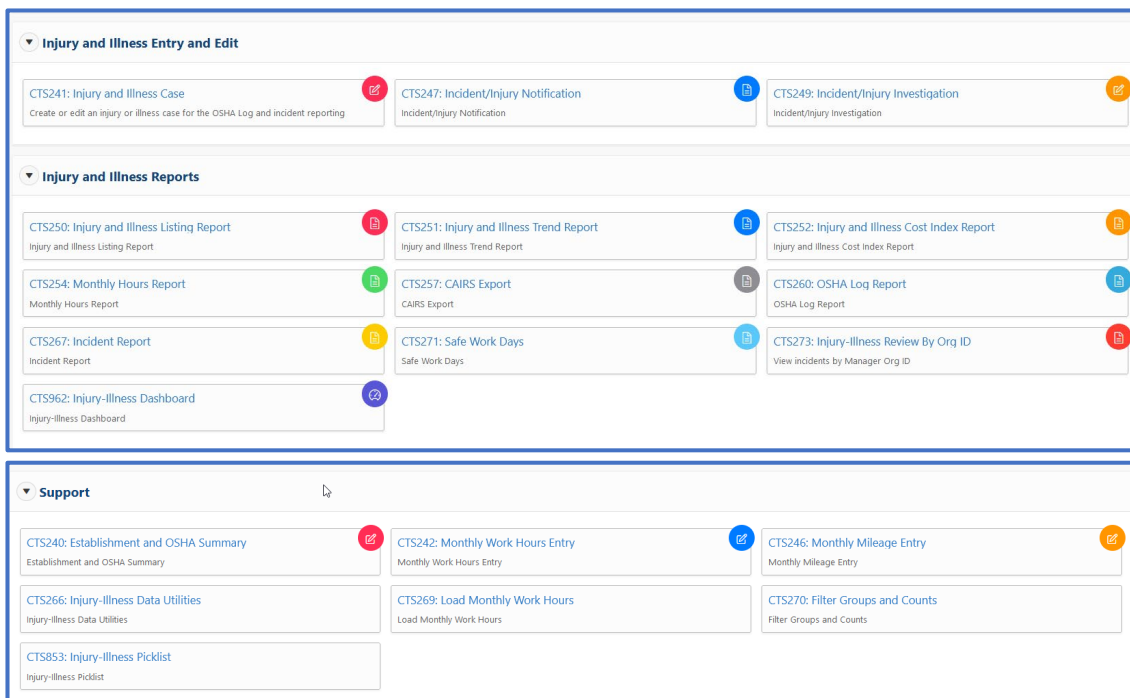 Injury and Illness Entry and Edit
CTS241: Injury and Illness Case
Create or edit an injury or illness case for the OSHA Log and incident reporting
CTS247: Incident/Injury Notification
Incident/Injury Notification
CTS249: Incident/Injury Investigation
Incident/Injury Investigation
Injury and Illness Reports
CTS250: Injury and Illness Listing Report
Injury and Illness Listing Report
CTS251: Injury and Illness Trend Report
Injury and Illness Trend Report
CTS252: Injury and Illness Cost Index Report
Injury and Illness Cost Index Report
CTS254: Monthly Hours Report
Monthly Hours Report
CTS257: CAIRS Export
CAIRS Export
CTS260: OSHA Log Report
OSHA Log Report
CTS267: Incident Report
Incident Report
CTS271: Safe Work Days
Safe Work Days
CTS273: Injury-Illness Review By Org ID
View incidents by Manager Org ID
CTS962: Injury-Illness Dashboard
Injury-Illness Dashboard
Support
CTS240: Establishment and OSHA Summary
Establishment and OSHA Summary
CTS242: Monthly Work Hours Entry
Monthly Work Hours Entry
CTS246: Monthly Mileage Entry
Monthly Mileage Entry
CTS266: Injury-Illness Data Utilities
Injury-Illness Data Utilities
CTS269: Load Monthly Work Hours
Load Monthly Work Hours
CTS270: Filter Groups and Counts
Filter Groups and Counts
CTS853: Injury-Illness Picklist
Injury-Illness Picklist